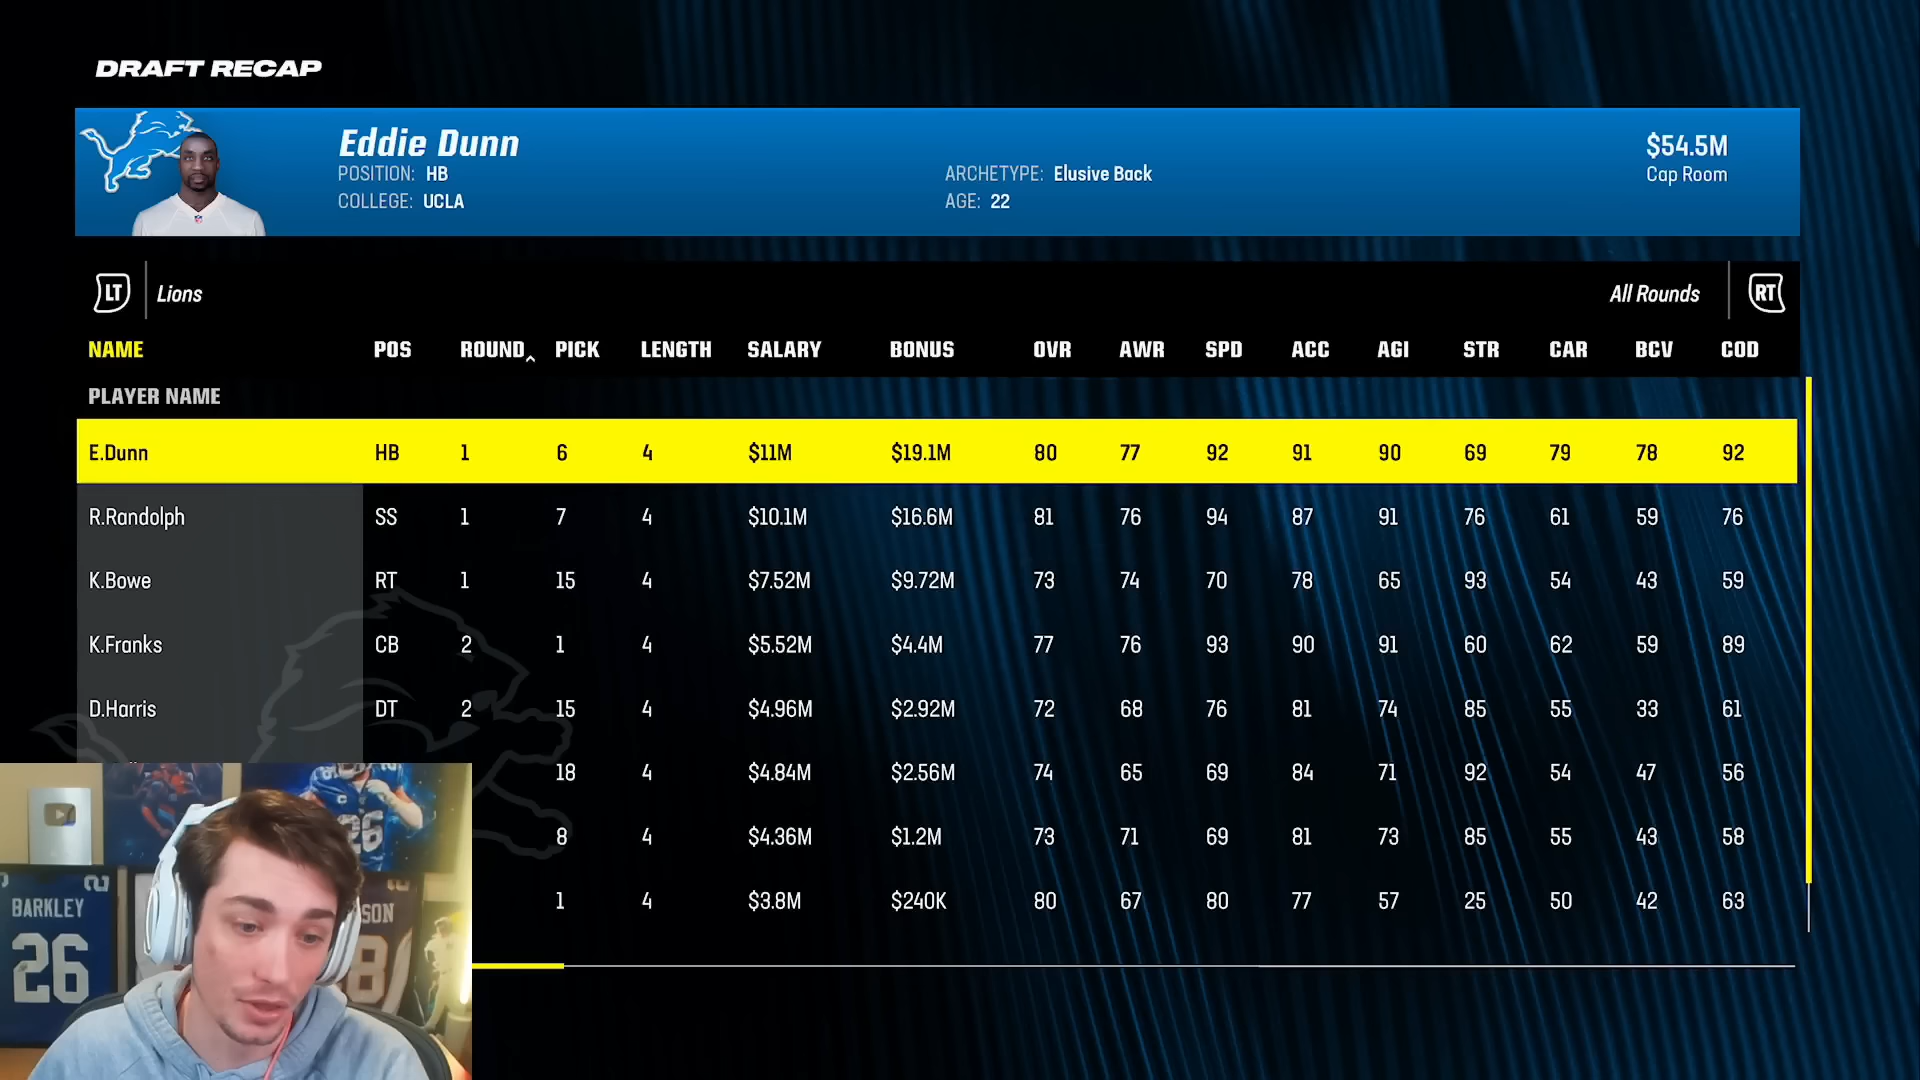 DRAFT RECAP
Eddie Dunn
POSITION: HB
COLLEGE: UCLA
ARCHETYPE: Elusive Back
AGE: 22
$54.5M
Cap Room
LT Lions
All Rounds RT
NAME POS ROUND PICK LENGTH SALARY BONUS OVR AWR SPD ACC AGI STR CAR BCV COD
PLAYER NAME
E.Dunn HB 1 6 4 $11M $19.1M 80 77 92 91 90 69 79 78 92
R.Randolph SS 1 7 4 $10.1M $16.6M 81 76 94 87 91 76 61 59 76
K.Bowe RT 1 15 4 $7.52M $9.72M 73 74 70 78 65 93 54 43 59
K.Franks CB 2 1 4 $5.52M $4.4M 77 76 93 90 91 60 62 59 89
D.Harris DT 2 15 4 $4.96M $2.92M 72 68 76 81 74 85 55 33 61
18 4 $4.84M $2.56M 74 65 69 84 71 92 54 47 56
8 4 $4.36M $1.2M 73 71 69 81 73 85 55 43 58
1 4 $3.8M $240K 80 67 80 77 57 25 50 42 63
26
BARKLEY
26
SON
8